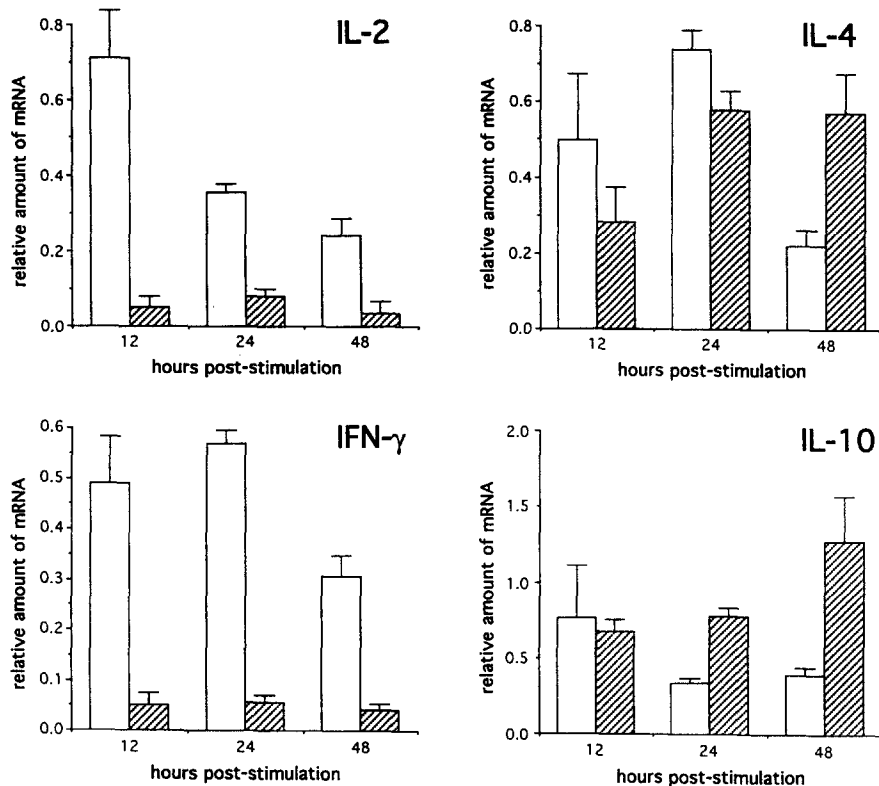 IL-2
relative amount of mRNA
0.8
0.6
0.4
0.2
0.0
12 24 48
hours post-stimulation
IL-4
relative amount of mRNA
0.8
0.6
0.4
0.2
0.0
12 24 48
hours post-stimulation
IFN-γ
relative amount of mRNA
0.6
0.5
0.4
0.3
0.2
0.1
0.0
12 24 48
hours post-stimulation
IL-10
relative amount of mRNA
2.0
1.5
1.0
0.5
0.0
12 24 48
hours post-stimulation